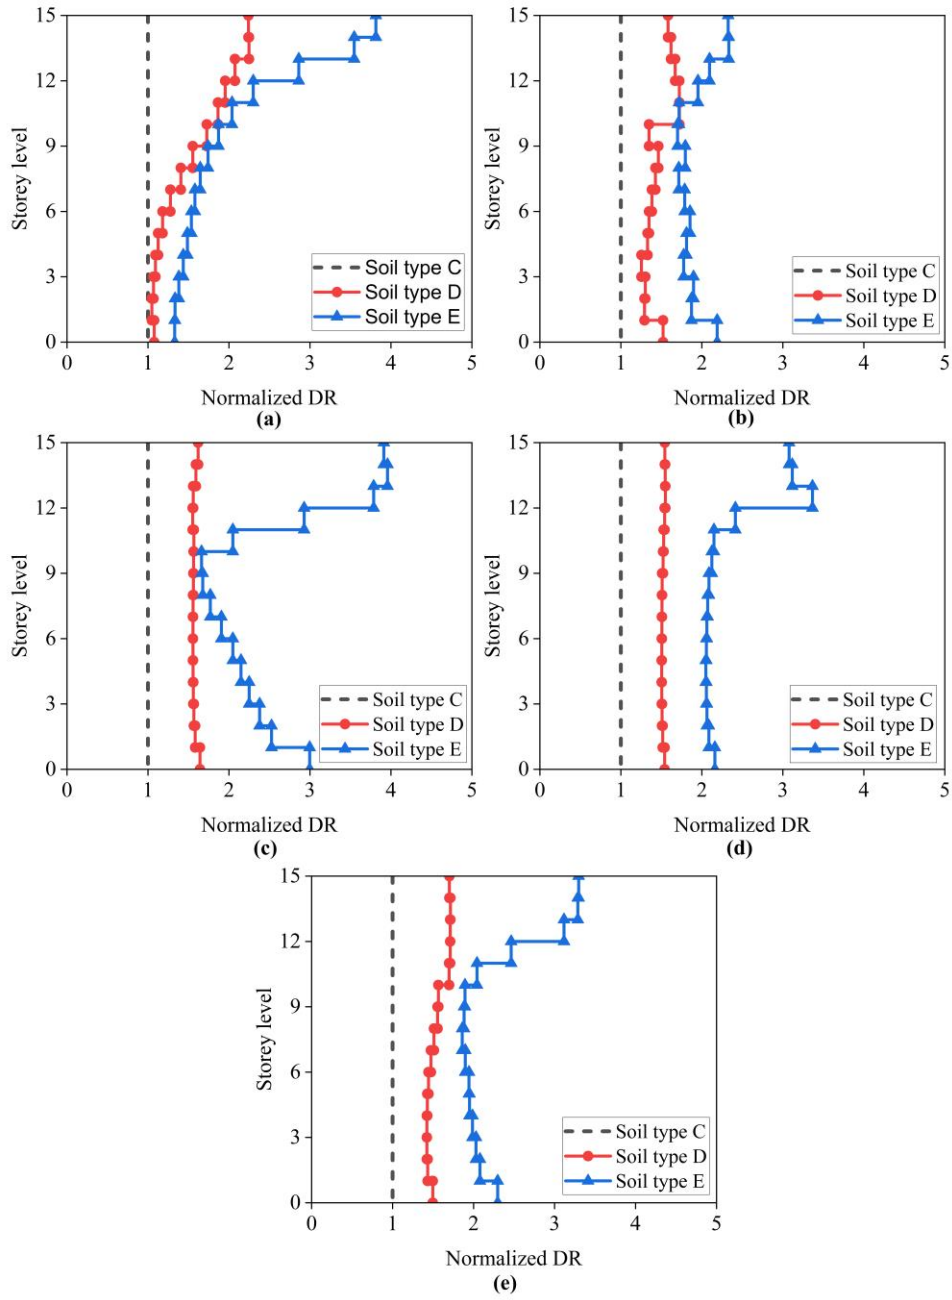 15
12
9
6
3
0
Storey level
0 1 2 3 4 5
Normalized DR
Soil type C
Soil type D
Soil type E
(a)
15
12
9
6
3
0
Storey level
0 1 2 3 4 5
Normalized DR
Soil type C
Soil type D
Soil type E
(b)
15
12
9
6
3
0
Storey level
0 1 2 3 4 5
Normalized DR
Soil type C
Soil type D
Soil type E
(c)
15
12
9
6
3
0
Storey level
0 1 2 3 4 5
Normalized DR
Soil type C
Soil type D
Soil type E
(d)
15
12
9
6
3
0
Storey level
0 1 2 3 4 5
Normalized DR
Soil type C
Soil type D
Soil type E
(e)